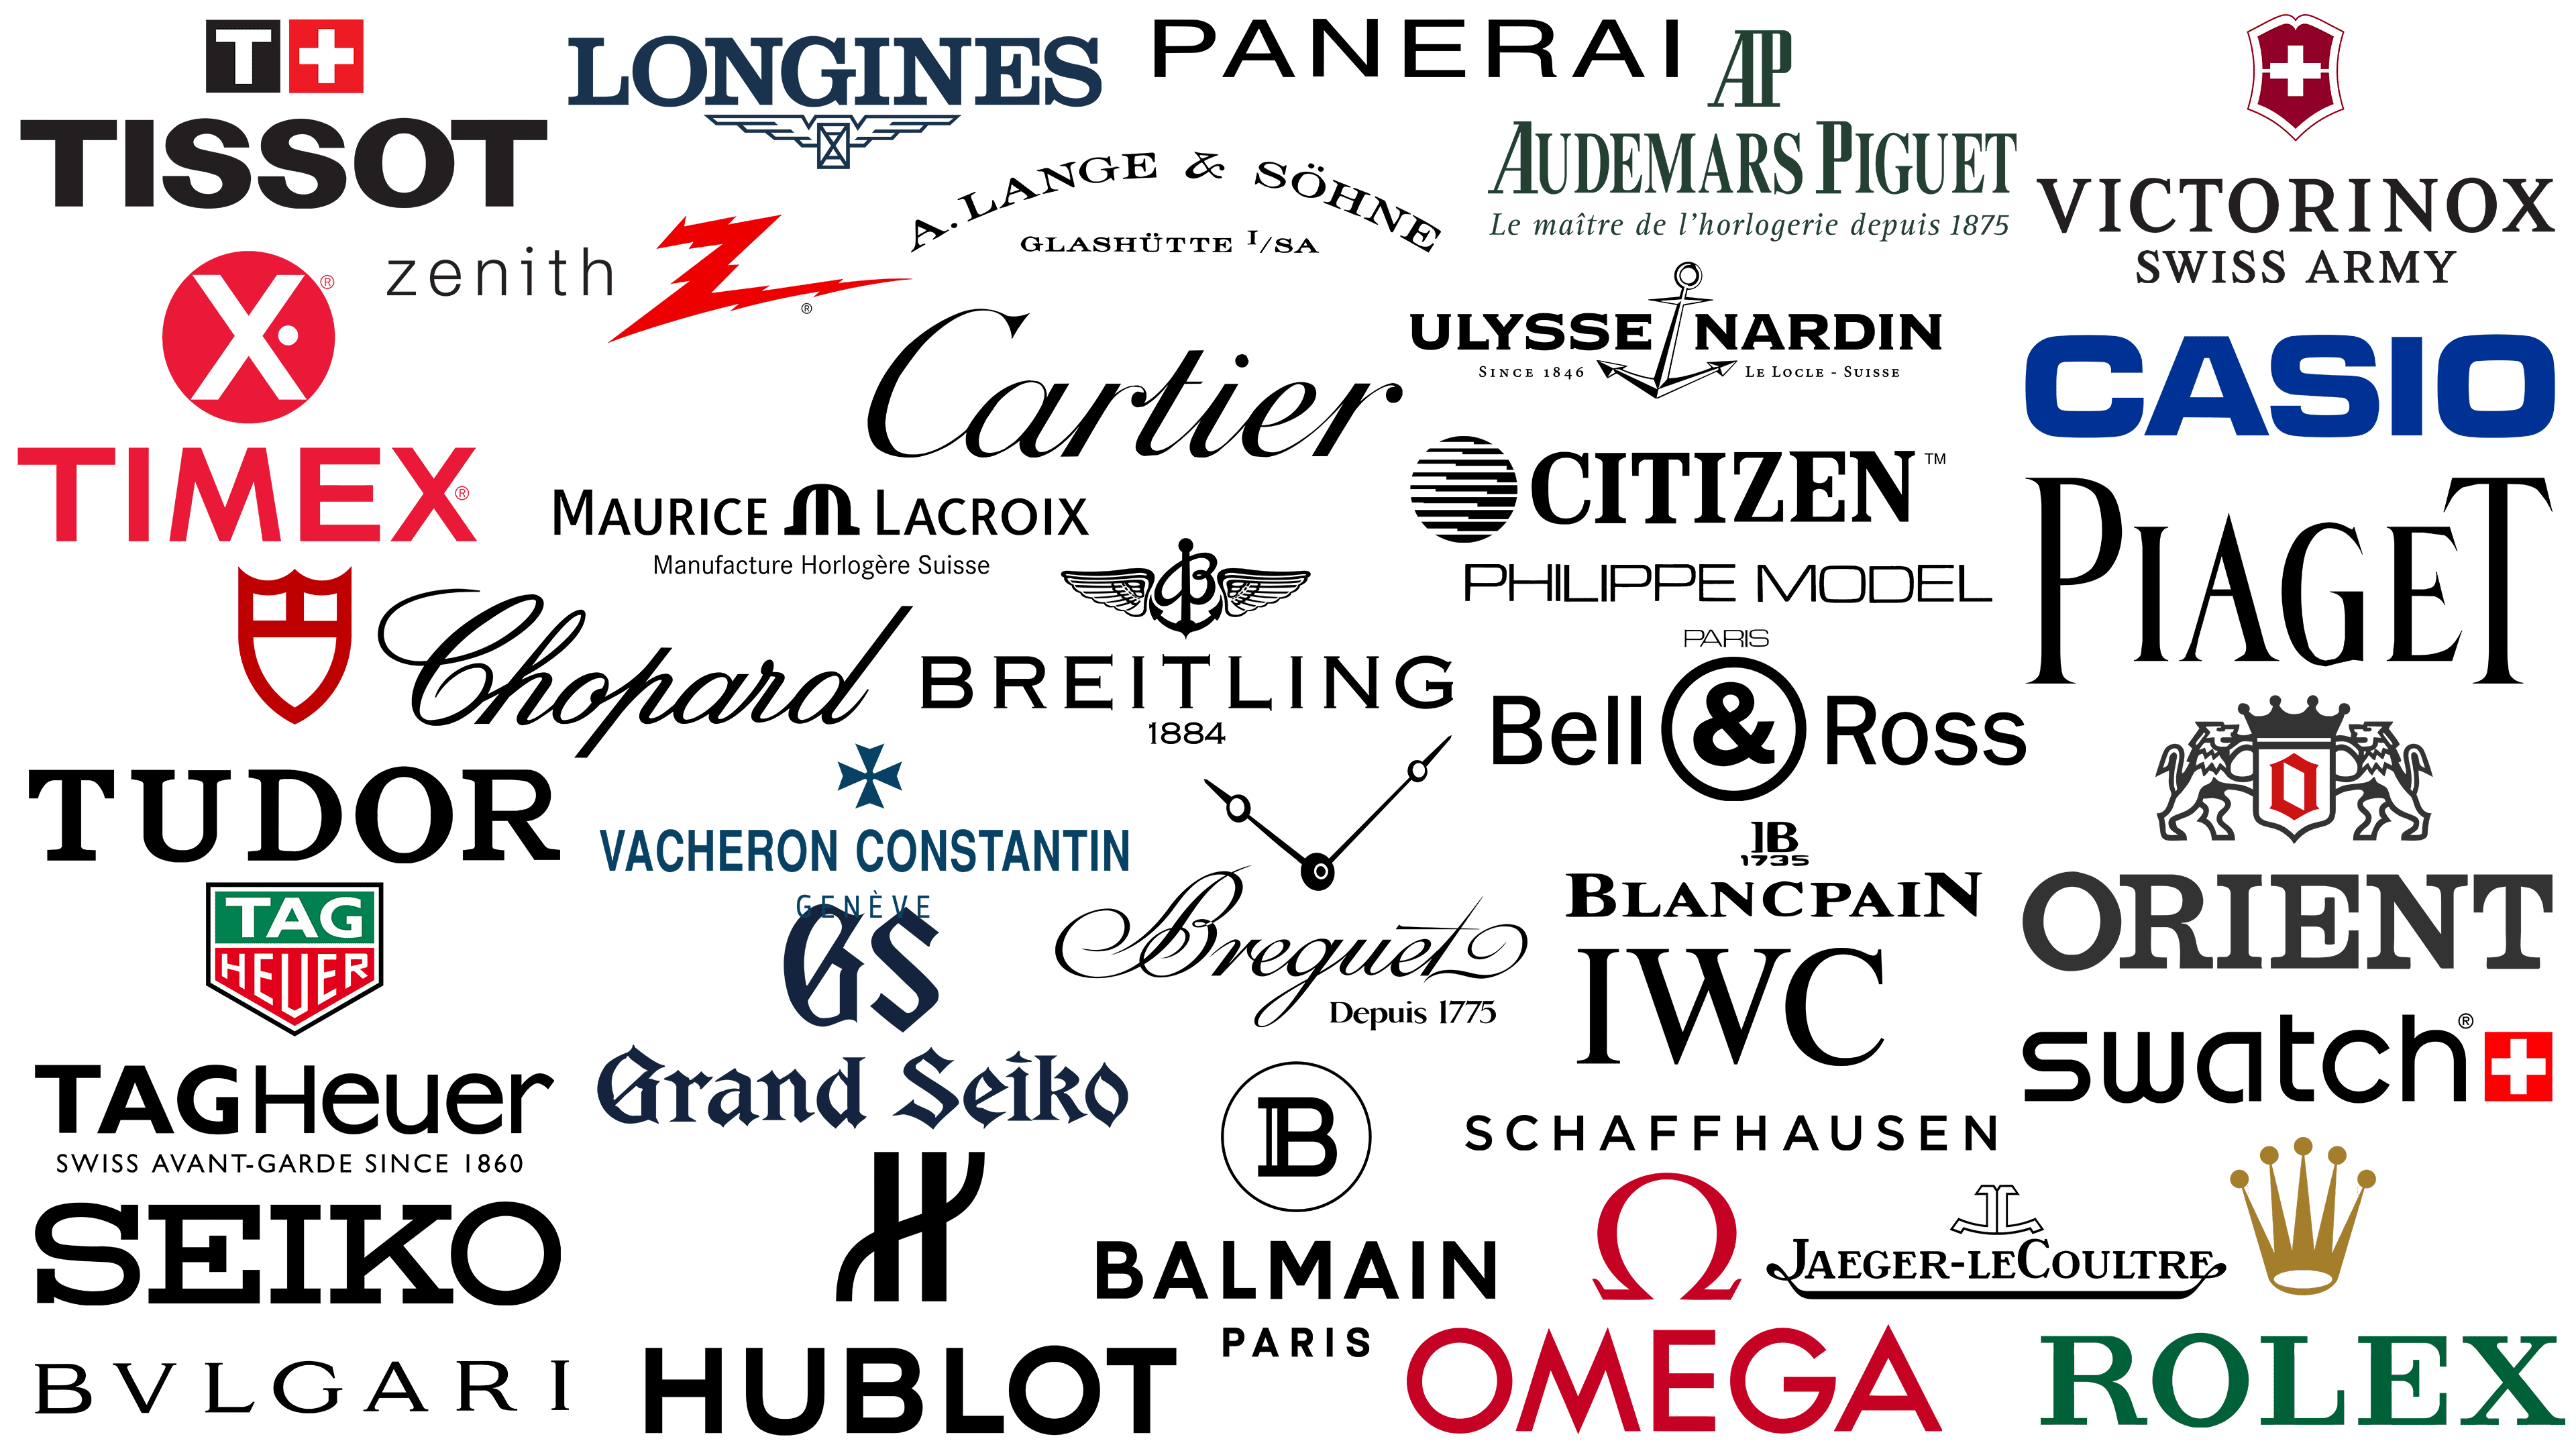 T
TISSOT
LONGINES
PANERAI
AP
AUDEMARS PIGUET
Le maître de l'horlogerie depuis 1875
VICTORINOX
SWISS ARMY
A. LANGE & SÖHNE
GLASHÜTTE I/SA
zenith
Z ®
X ®
TIMEX ®
Cartier
ULYSSE NARDIN
SINCE 1846 LE LOCLE - SUISSE
CASIO
MAURICE M LACROIX
Manufacture Horlogère Suisse
CITIZEN ™
PHILIPPE MODEL
PARIS
PIAGET
TUDOR
Chopard
B
BREITLING
1884
Bell & Ross
VACHERON CONSTANTIN
GENÈVE
Breguet
Depuis 1775
JB
1735
BLANCPAIN
O
ORIENT
TAG
HEUER
TAGHeuer
SWISS AVANT-GARDE SINCE 1860
GS
Grand Seiko
IWC
SCHAFFHAUSEN
swatch ®
SEIKO
BVLGARI
H
HUBLOT
B
BALMAIN
PARIS
Ω
OMEGA
JL
JAEGER-LECOULTRE
ROLEX